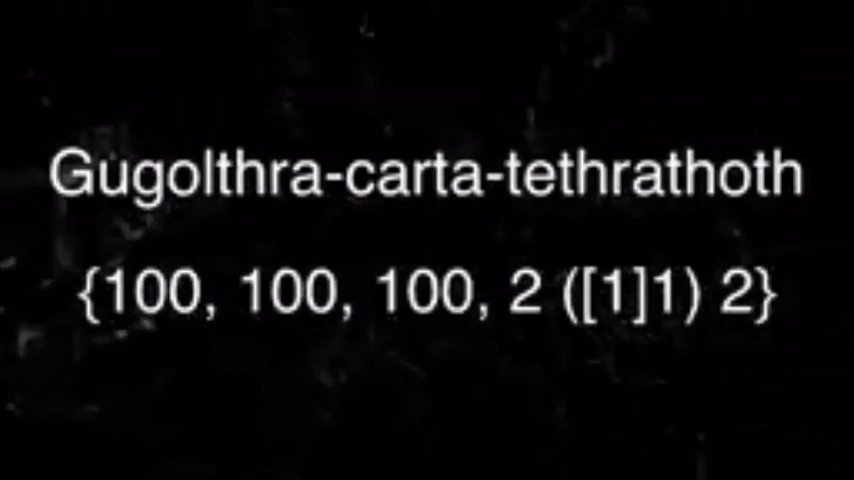 Gugolthra-carta-tethrathoth
{100, 100, 100, 2 ([1]1) 2}